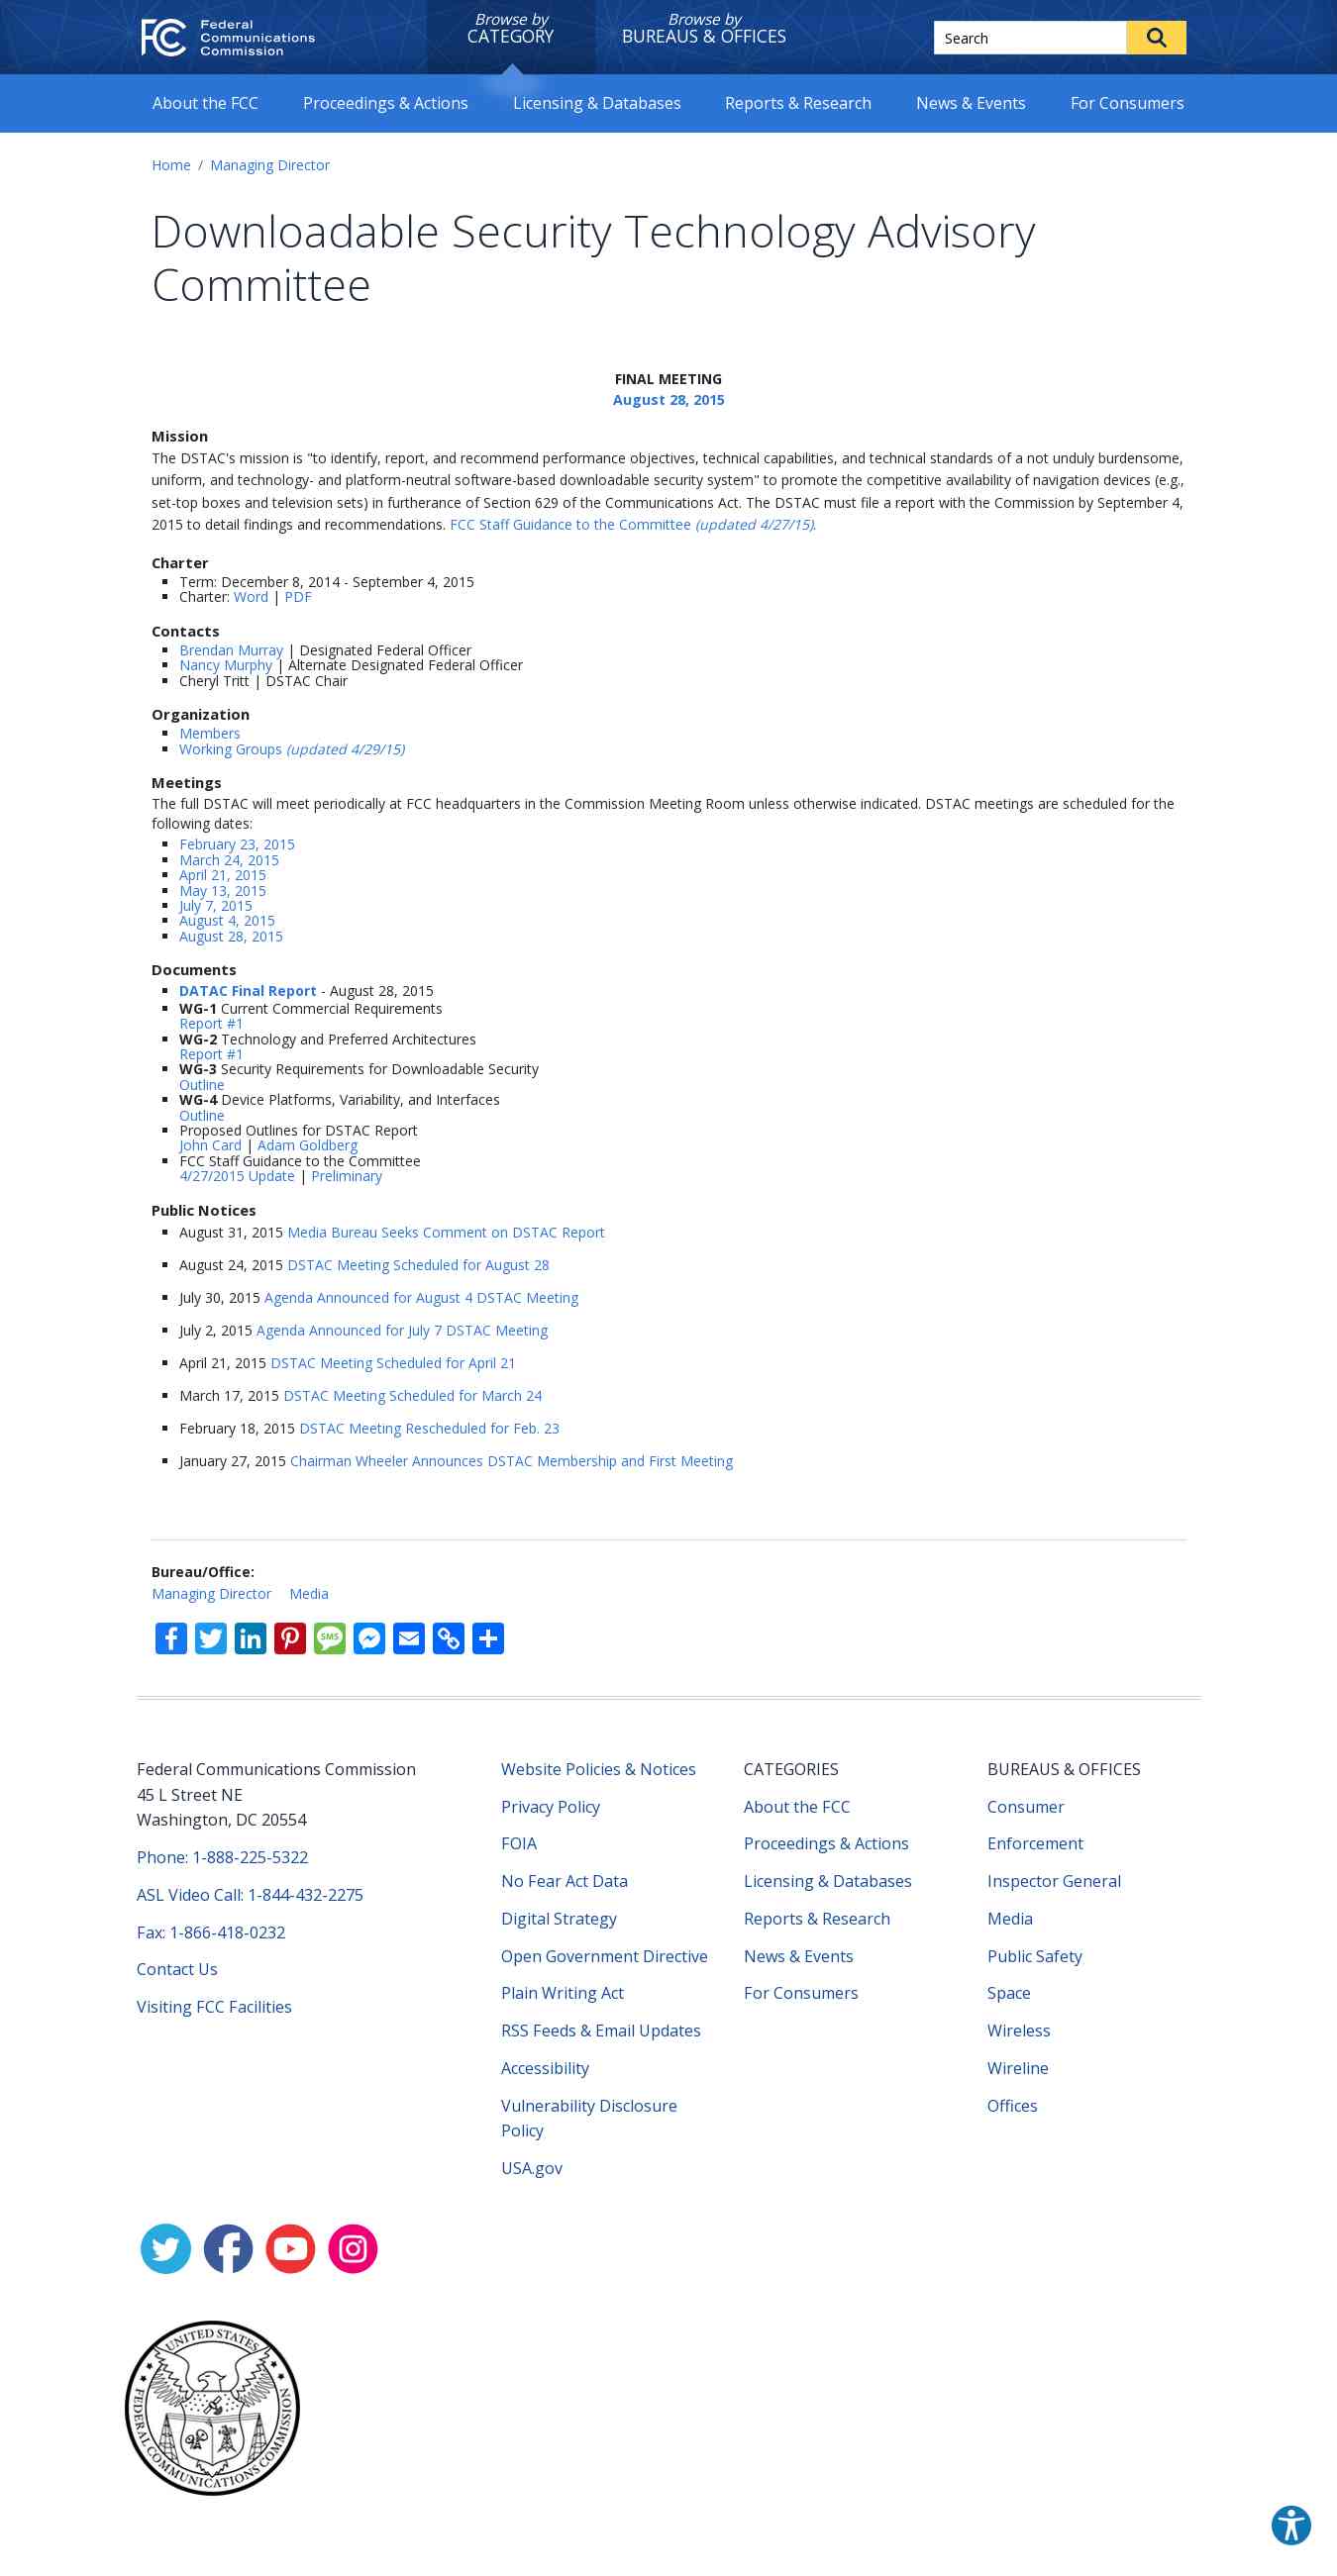 Federal
Communications
Commission
Browse by
CATEGORY
Browse by
BUREAUS & OFFICES
Search
About the FCC
Proceedings & Actions
Licensing & Databases
Reports & Research
News & Events
For Consumers
Home / Managing Director
Downloadable Security Technology Advisory
Committee
FINAL MEETING
August 28, 2015
Mission
The DSTAC's mission is "to identify, report, and recommend performance objectives, technical capabilities, and technical standards of a not unduly burdensome,
uniform, and technology- and platform-neutral software-based downloadable security system" to promote the competitive availability of navigation devices (e.g.,
set-top boxes and television sets) in furtherance of Section 629 of the Communications Act. The DSTAC must file a report with the Commission by September 4,
2015 to detail findings and recommendations. FCC Staff Guidance to the Committee (updated 4/27/15).
Charter
Term: December 8, 2014 - September 4, 2015
Charter: Word | PDF
Contacts
Brendan Murray | Designated Federal Officer
Nancy Murphy | Alternate Designated Federal Officer
Cheryl Tritt | DSTAC Chair
Organization
Members
Working Groups (updated 4/29/15)
Meetings
The full DSTAC will meet periodically at FCC headquarters in the Commission Meeting Room unless otherwise indicated. DSTAC meetings are scheduled for the
following dates:
February 23, 2015
March 24, 2015
April 21, 2015
May 13, 2015
July 7, 2015
August 4, 2015
August 28, 2015
Documents
DATAC Final Report - August 28, 2015
WG-1 Current Commercial Requirements
Report #1
WG-2 Technology and Preferred Architectures
Report #1
WG-3 Security Requirements for Downloadable Security
Outline
WG-4 Device Platforms, Variability, and Interfaces
Outline
Proposed Outlines for DSTAC Report
John Card | Adam Goldberg
FCC Staff Guidance to the Committee
4/27/2015 Update | Preliminary
Public Notices
August 31, 2015 Media Bureau Seeks Comment on DSTAC Report
August 24, 2015 DSTAC Meeting Scheduled for August 28
July 30, 2015 Agenda Announced for August 4 DSTAC Meeting
July 2, 2015 Agenda Announced for July 7 DSTAC Meeting
April 21, 2015 DSTAC Meeting Scheduled for April 21
March 17, 2015 DSTAC Meeting Scheduled for March 24
February 18, 2015 DSTAC Meeting Rescheduled for Feb. 23
January 27, 2015 Chairman Wheeler Announces DSTAC Membership and First Meeting
Bureau/Office:
Managing Director Media
SMS
Federal Communications Commission
45 L Street NE
Washington, DC 20554
Phone: 1-888-225-5322
ASL Video Call: 1-844-432-2275
Fax: 1-866-418-0232
Contact Us
Visiting FCC Facilities
Website Policies & Notices
Privacy Policy
FOIA
No Fear Act Data
Digital Strategy
Open Government Directive
Plain Writing Act
RSS Feeds & Email Updates
Accessibility
Vulnerability Disclosure
Policy
USA.gov
CATEGORIES
About the FCC
Proceedings & Actions
Licensing & Databases
Reports & Research
News & Events
For Consumers
BUREAUS & OFFICES
Consumer
Enforcement
Inspector General
Media
Public Safety
Space
Wireless
Wireline
Offices
UNITED STATES
FEDERAL COMMUNICATIONS COMMISSION